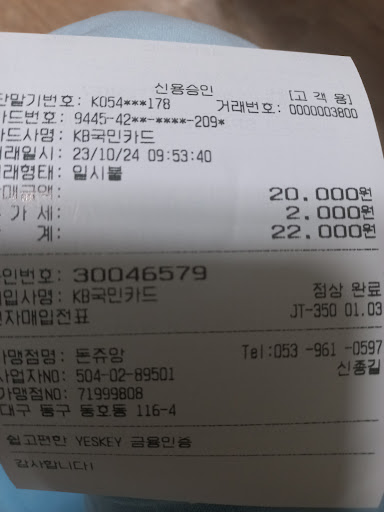 신용승인 [고 객 용]
단말기번호: K054***178 거래번호: 0000003800
카드번호: 9445-42**-****-209*
카드사명: KB국민카드
거래일시: 23/10/24 09:53:40
거래형태: 일시불
판매금액: 20.000원
부 가 세: 2.000원
계: 22.000원
승인번호: 30046579
매입사명: KB국민카드 점상 완료
전자매입전표 JT-350 01.03
가맹점명: 돈쥬앙 Tel:053 -961 -0597
사업자NO: 504-02-89501 신종길
가맹점NO: 71999808
대구 동구 동호동 116-4
쉽고편한 YESKEY 금융인증
감사합니다!